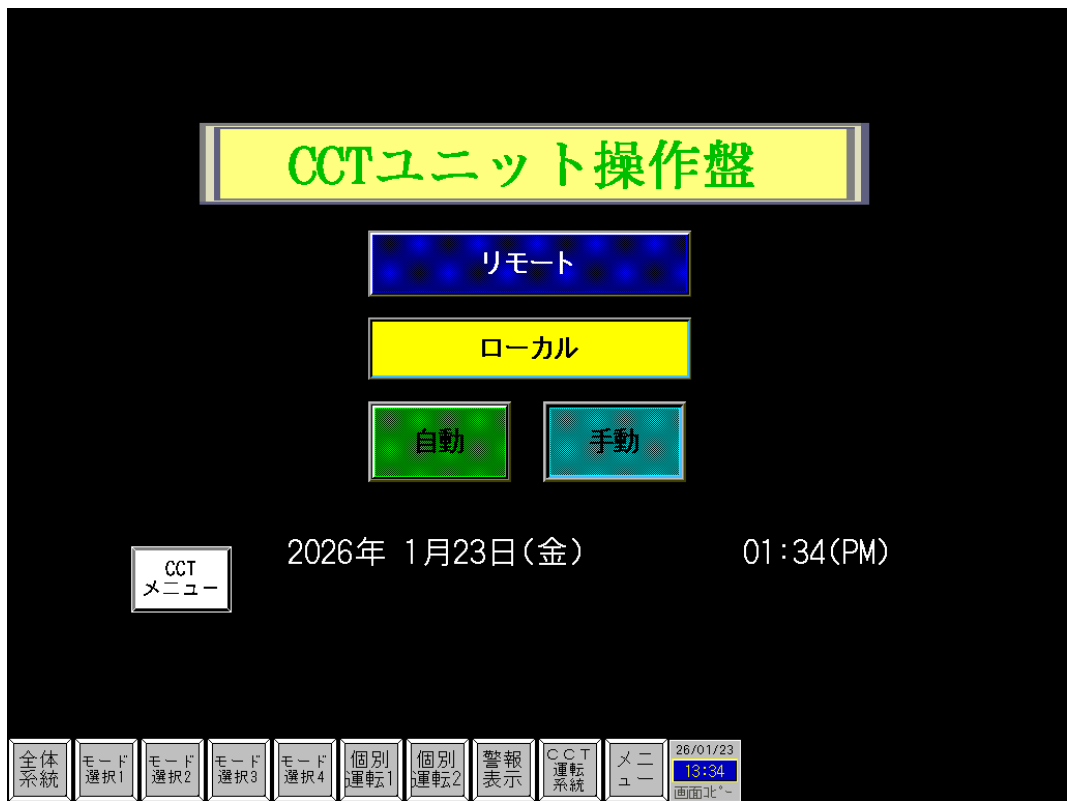 CCTユニット操作盤
リモート
ローカル
自動 手動
2026年 1月23日(金) 01:34(PM)
CCT
メニュー
全体
系統
モード
選択1
モード
選択2
モード
選択3
モード
選択4
個別
運転1
個別
運転2
警報
表示
CCT
運転
系統
メニ
ュー
26/01/23
13:34
画面コピー